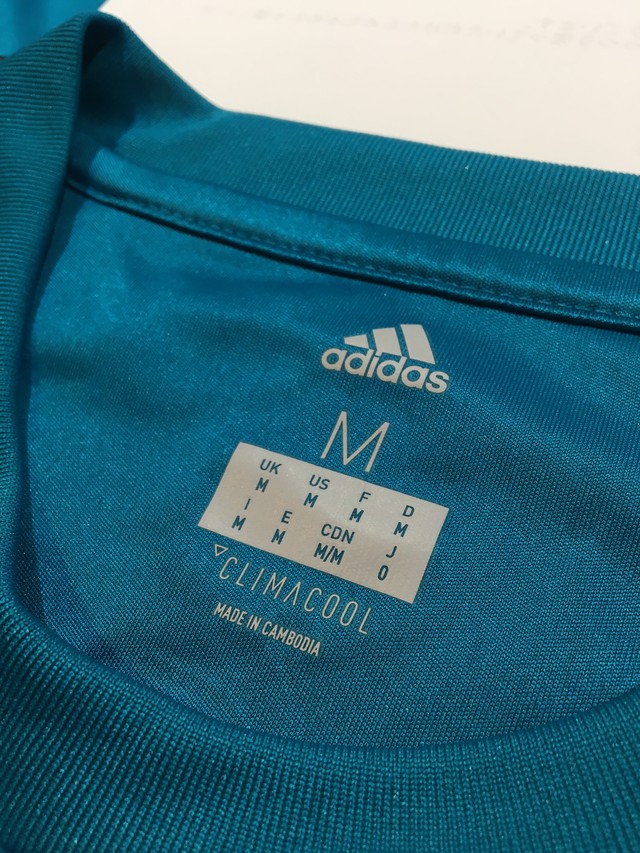 adidas
M
UK US F D
M M M M
I E CDN J
M M M/M O
CLIMACOOL
MADE IN CAMBODIA